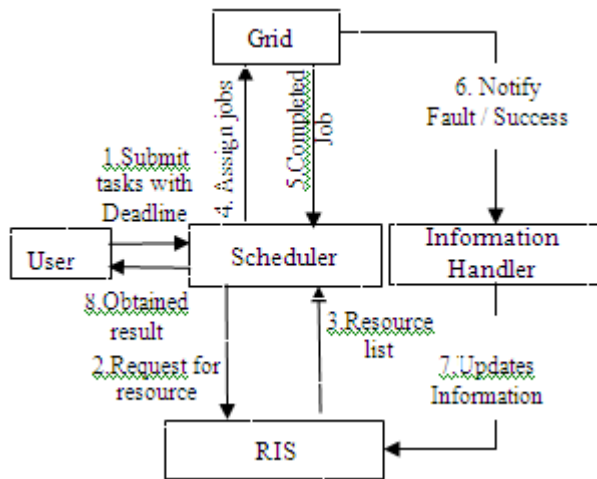 Grid
4. Assign jobs
5.Completed
Job
6. Notify
Fault / Success
1.Submit
tasks with
Deadline
User
Scheduler
Information
Handler
8.Obtained
result
3.Resource
list
2.Request for
resource
7.Updates
Information
RIS